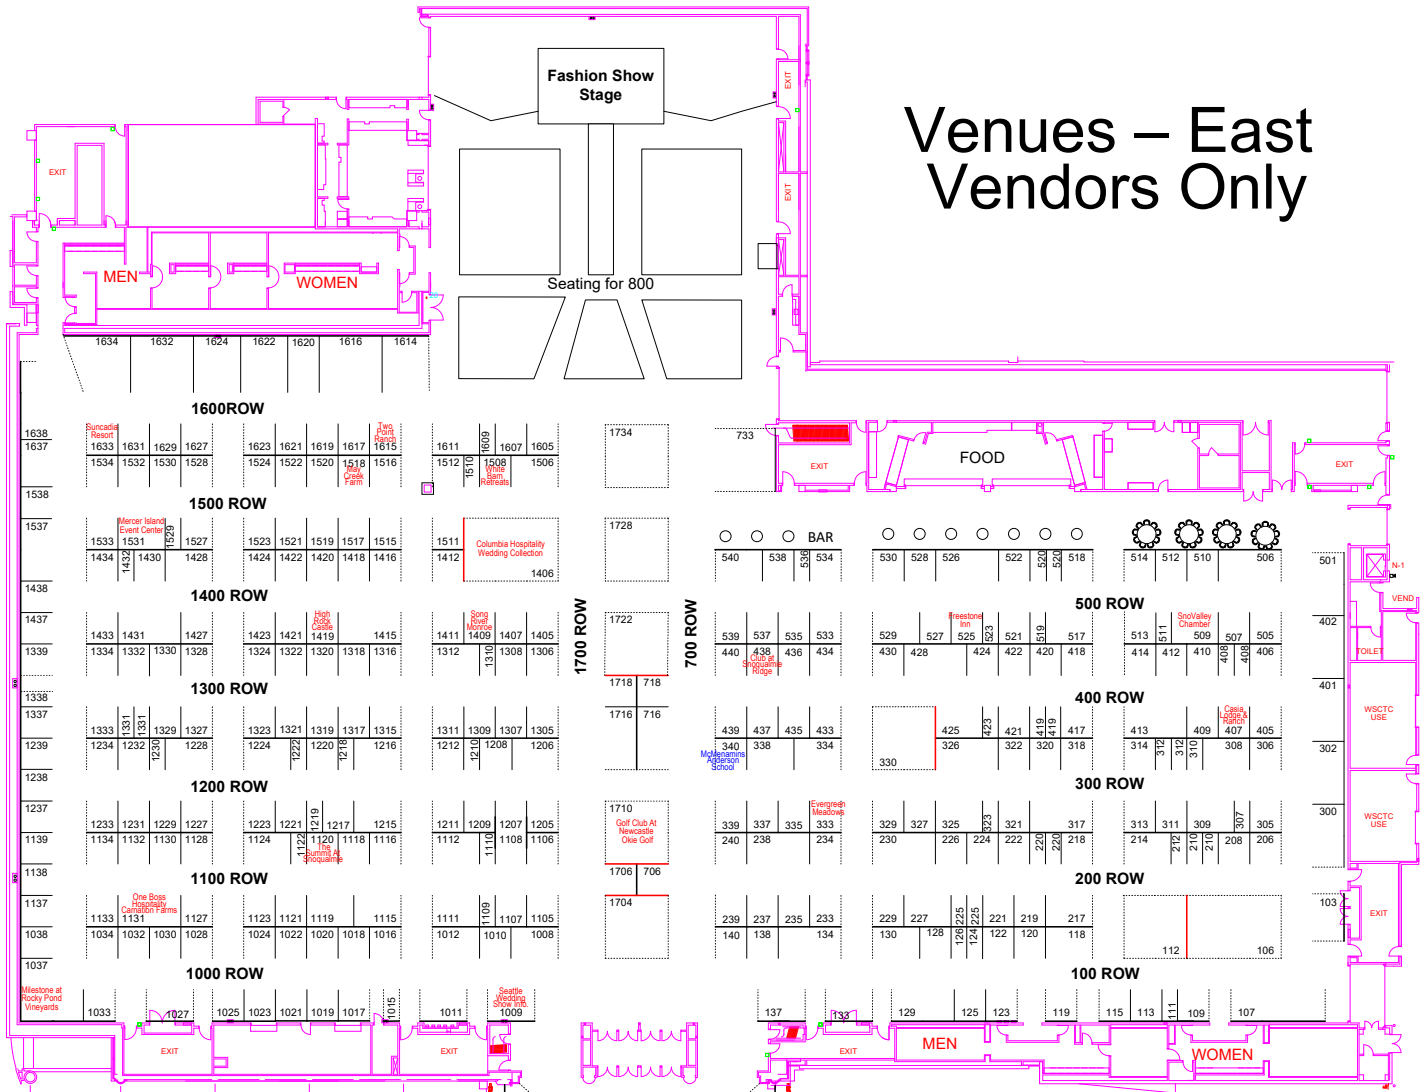 Venues – East
Vendors Only
Fashion Show
Stage
EXIT
EXIT
EXIT
MEN
WOMEN
Seating for 800
1634 1632 1624 1622 1620 1616 1614
1600ROW
1638
1637
Suncadia
Resort
Two
Point
Ranch
1633 1631 1629 1627 1623 1621 1619 1617 1615 1611 1609 1607 1605
1534 1532 1530 1528 1524 1522 1520 1518 1516 1512 1510 1508 1506
May
Creek
Farm
White
Barn
Retreats
1734
733
EXIT
FOOD
EXIT
1538
1500 ROW
1537
Mercer Island
Event Center
1533 1531 1529 1527 1523 1521 1519 1517 1515 1511
1434 1432 1430 1428 1424 1422 1420 1418 1416 1412
Columbia Hospitality
Wedding Collection
1406
1728
BAR
540 538 536 534 530 528 526 522 520 520 518 514 512 510 506
501
N-1
VEND
1438
1400 ROW
1437
1700 ROW
700 ROW
500 ROW
High
Rock
Castle
Song
River
Monroe
1433 1431 1427 1423 1421 1419 1415 1411 1409 1407 1405
1334 1332 1330 1328 1324 1322 1320 1318 1316 1312 1310 1308 1306
1339
1722
Freestone
Inn
SnoValley
Chamber
539 537 535 533 529 527 525 523 521 519 517 513 511 509 507 505
440 438 436 434 430 428 424 422 420 418 414 412 410 408 408 406
Club at
Snoqualmie
Ridge
402
TOILET
401
1300 ROW
1338
1337
1718 718
1716 716
400 ROW
WSCTC
USE
Casia
Lodge &
Ranch
1333 1331 1331 1329 1327 1323 1321 1319 1317 1315 1311 1309 1307 1305
1234 1232 1230 1228 1224 1222 1220 1218 1216 1212 1210 1208 1206
1239
439 437 435 433 425 423 421 419 419 417 413 409 407 405
340 338 334 330 326 322 320 318 314 312 312 310 308 306
McMenamins
Anderson
School
302
1238
1200 ROW
300 ROW
1237
1710
Golf Club At
Newcastle
Okie Golf
Evergreen
Meadows
300
WSCTC
USE
1233 1231 1229 1227 1223 1221 1219 1217 1215 1211 1209 1207 1205
1134 1132 1130 1128 1124 1122 1120 1118 1116 1112 1110 1108 1106
The
Summit At
Snoqualmie
1139
339 337 335 333 329 327 325 323 321 317 313 311 309 307 305
240 238 234 230 226 224 222 220 220 218 214 212 210 210 208 206
1138
1100 ROW
1706 706
200 ROW
1137
One Boss
Hospitality
Carnation Farms
1704
103
EXIT
1133 1131 1127 1123 1121 1119 1115 1111 1109 1107 1105
1034 1032 1030 1028 1024 1022 1020 1018 1016 1012 1010 1008
1038
239 237 235 233 229 227 225 225 221 219 217
140 138 134 130 128 126 124 122 120 118 112 106
1037
1000 ROW
100 ROW
Milestone at
Rocky Pond
Vineyards
Seattle
Wedding
Show Info.
1033 1027 1025 1023 1021 1019 1017 1015 1011 1009
137 133 129 125 123 119 115 113 111 109 107
EXIT
EXIT
EXIT
MEN
WOMEN